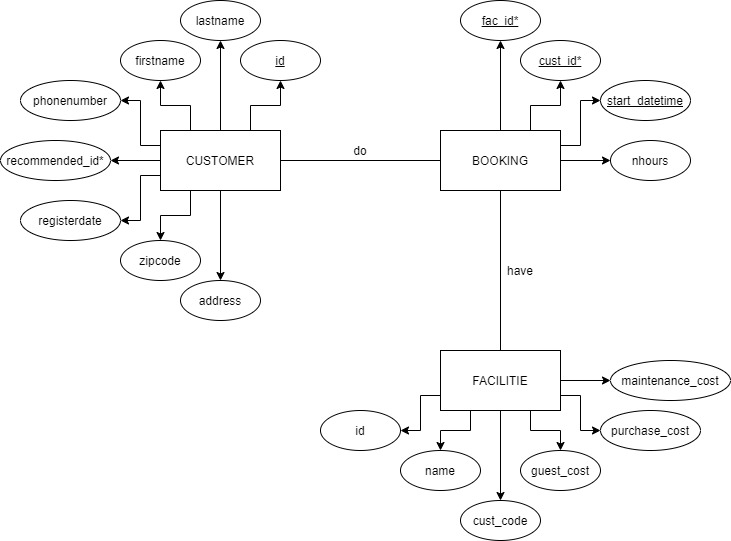 lastname
fac_id*
firstname
id
cust_id*
phonenumber
start_datetime
do
recommended_id*
CUSTOMER
BOOKING
nhours
registerdate
zipcode
have
address
FACILITIE
maintenance_cost
id
purchase_cost
name
guest_cost
cust_code